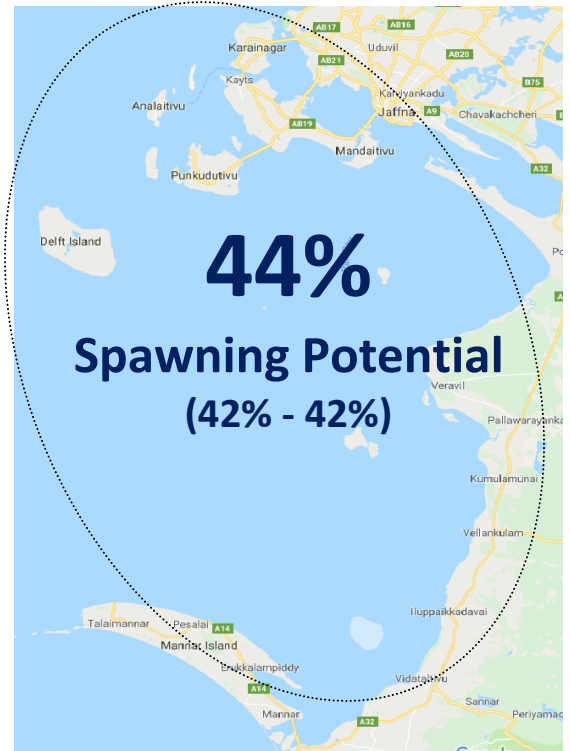 AB17
AB16
Karainagar
Uduvil
AB21
AB20
Kayts
B75
Analaitivu
Jaffna
A9
Chavakachcheri
AB19
Mandaitivu
A32
Punkudutivu
Delft Island
44%
Spawning Potential
(42% - 42%)
Veravil
Pallawarayanka
Kumulamunai
Vellankulam
Iluppaikkadavai
Talaimannar
Pesalai
A14
Mannar Island
Erukkalampiddy
A14
Vidataltivu
Sannar
Mannar
A32
Periyamad